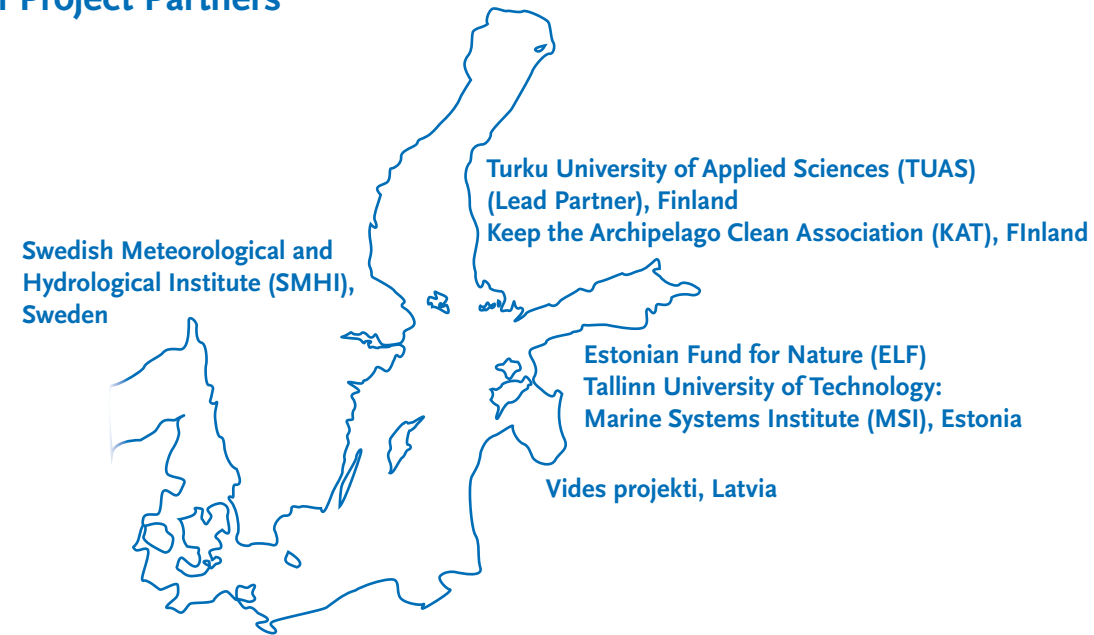 Project Partners
Turku University of Applied Sciences (TUAS)
(Lead Partner), Finland
Keep the Archipelago Clean Association (KAT), FInland
Swedish Meteorological and
Hydrological Institute (SMHI),
Sweden
Estonian Fund for Nature (ELF)
Tallinn University of Technology:
Marine Systems Institute (MSI), Estonia
Vides projekti, Latvia